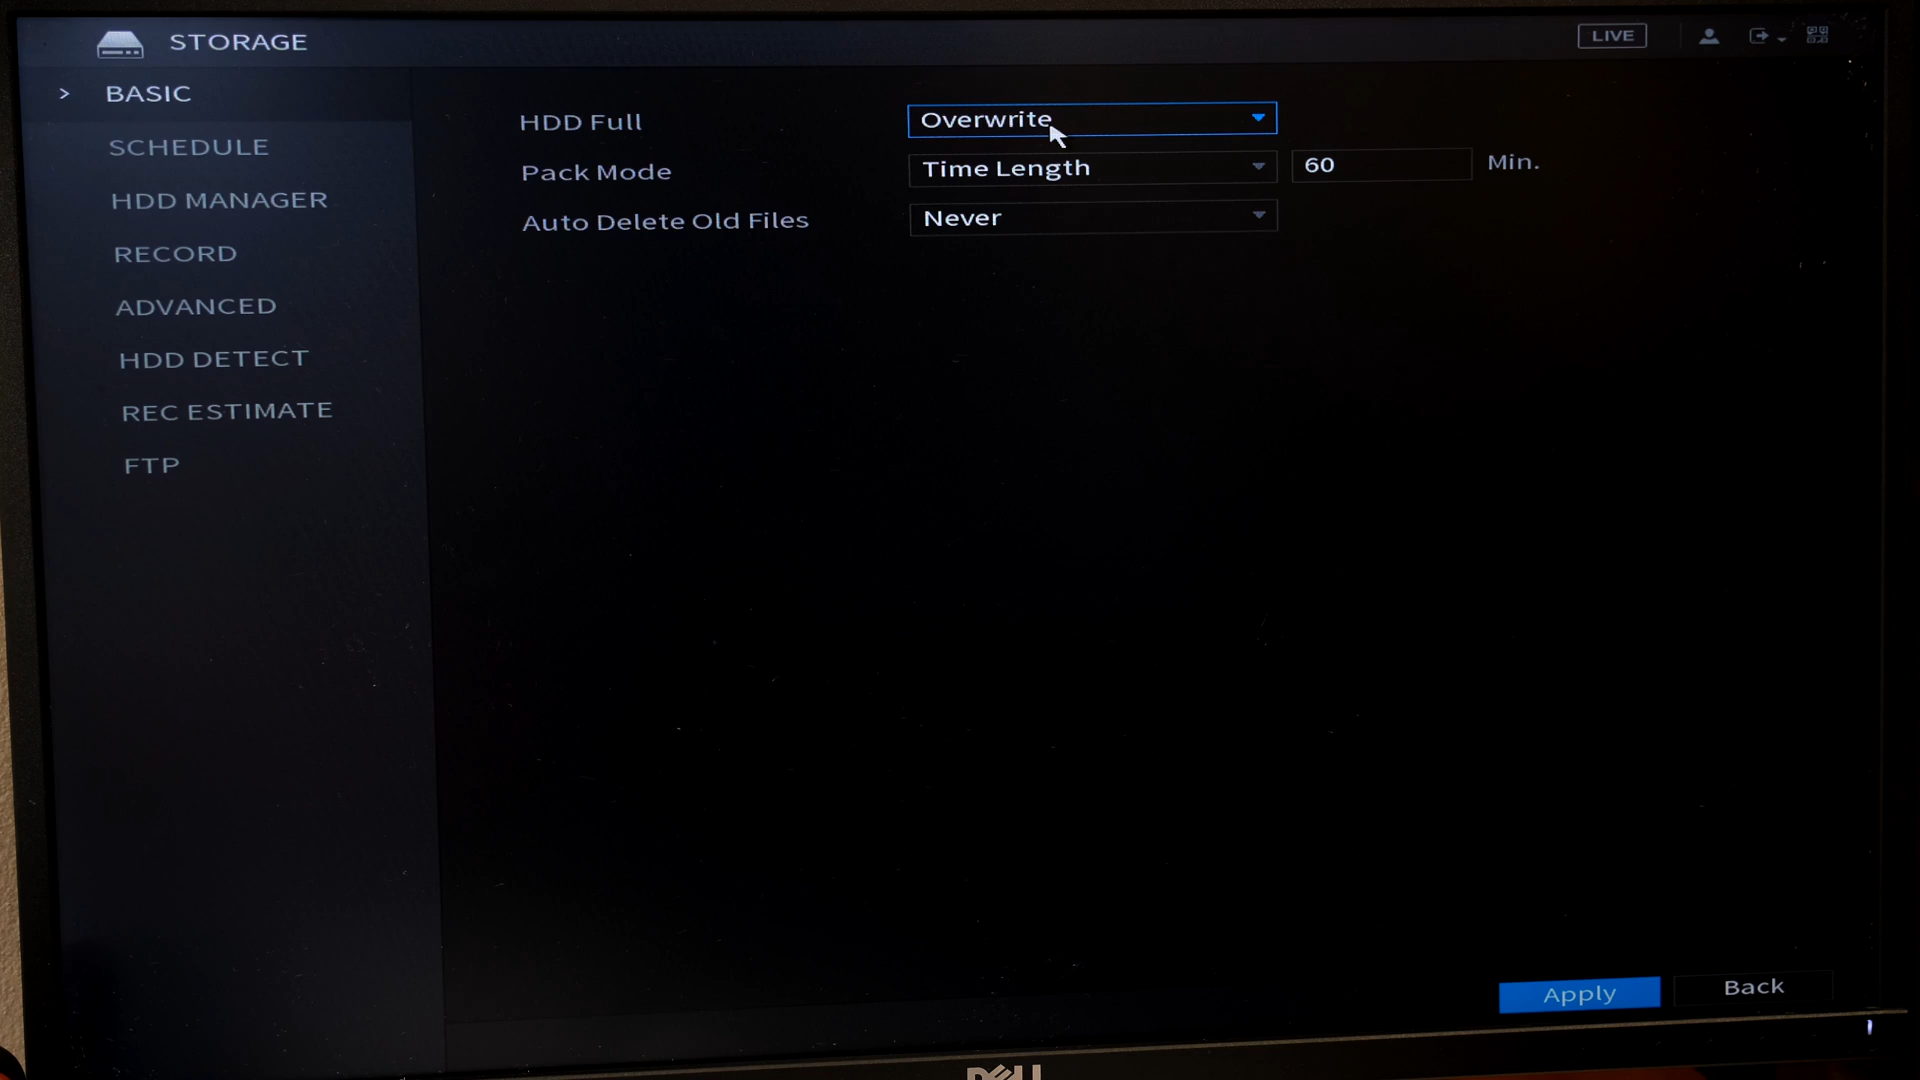 STORAGE
LIVE
> BASIC
SCHEDULE
HDD MANAGER
RECORD
ADVANCED
HDD DETECT
REC ESTIMATE
FTP
HDD Full Overwrite
Pack Mode Time Length 60 Min.
Auto Delete Old Files Never
Apply Back
DELL